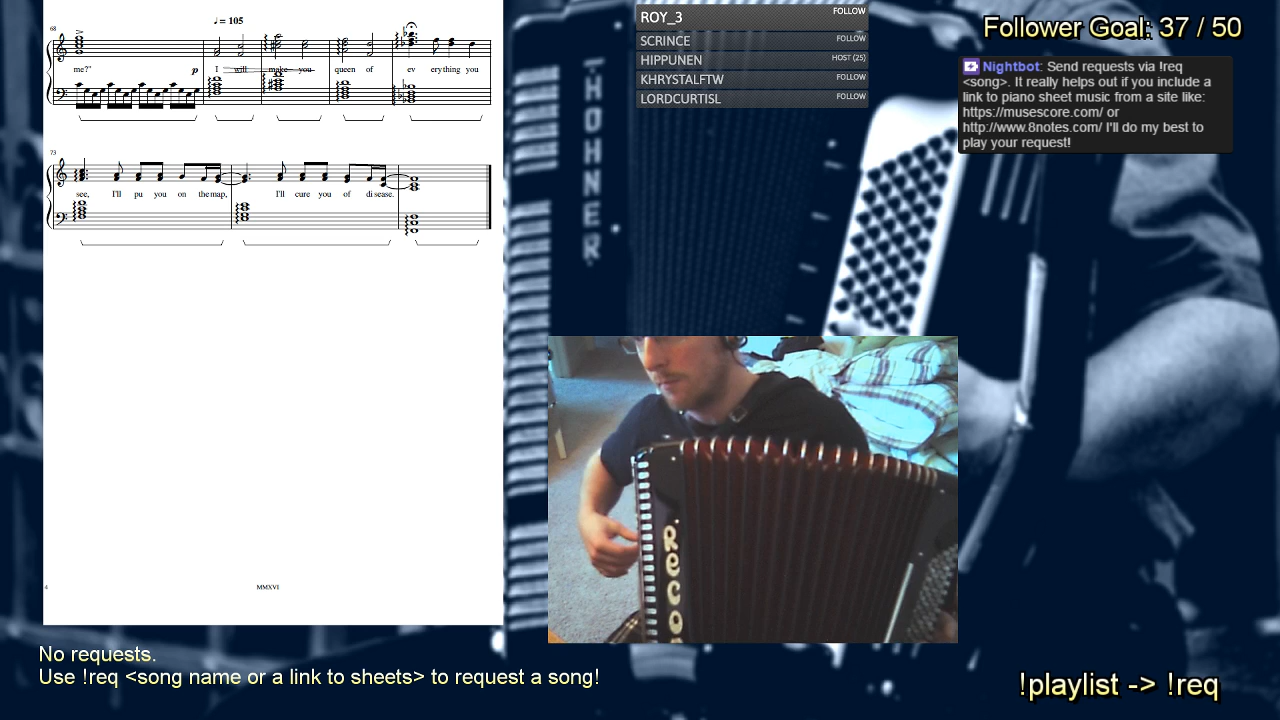 68
♩= 105
me?"
p
I will make you queen of ev erything you
73
see, I'll pu you on the map, I'll cure you of disease.
4
MMXVI
HOHNER
ROY_3 FOLLOW
SCRINCE FOLLOW
HIPPUNEN HOST (25)
KHRYSTALFTW FOLLOW
LORDCURTISL FOLLOW
Follower Goal: 37 / 50
Nightbot: Send requests via !req
<song>. It really helps out if you include a
link to piano sheet music from a site like:
https://musescore.com/ or
http://www.8notes.com/ I'll do my best to
play your request!
No requests.
Use !req <song name or a link to sheets> to request a song!
!playlist -> !req